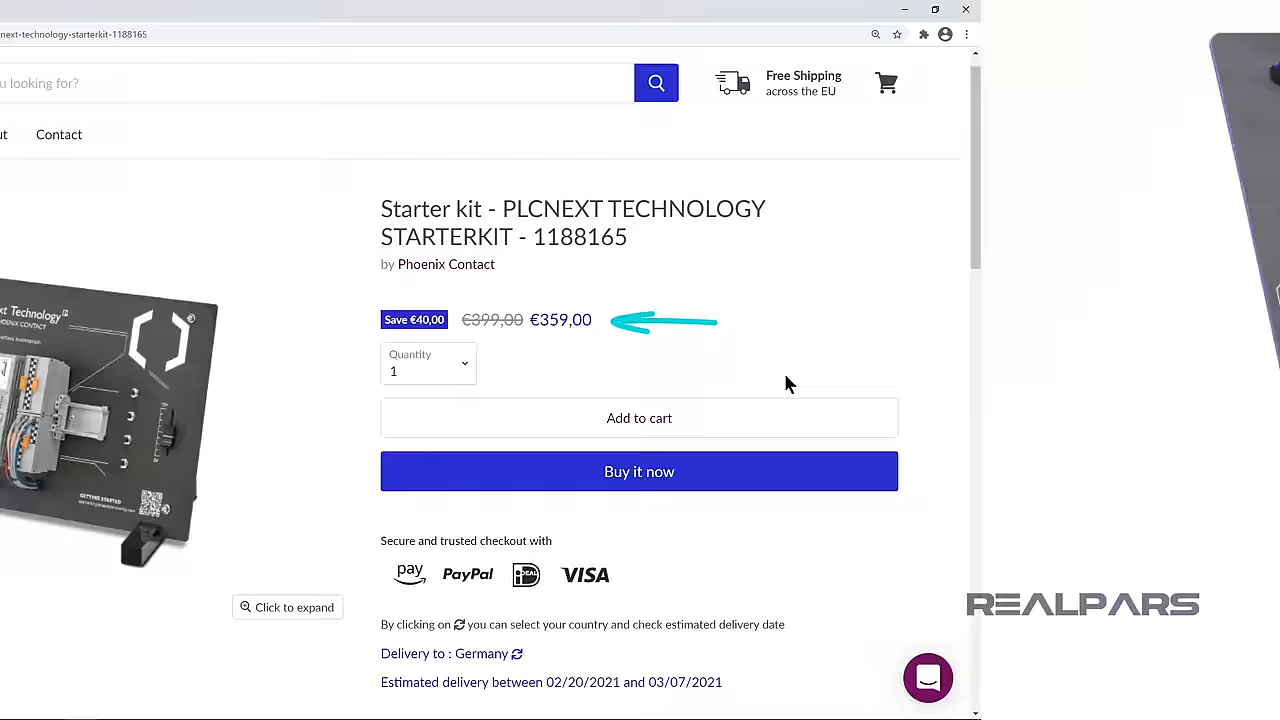 next-technology-starterkit-1188165
u looking for?
Free Shipping
across the EU
ut
Contact
Starter kit - PLCNEXT TECHNOLOGY
STARTERKIT - 1188165
by Phoenix Contact
Save €40,00 €399,00 €359,00
Quantity
1
Add to cart
Buy it now
xt Technology
HOENIX CONTACT
GETTING STARTED
Secure and trusted checkout with
pay PayPal iDEAL VISA
Click to expand
REALPARS
By clicking on you can select your country and check estimated delivery date
Delivery to : Germany
Estimated delivery between 02/20/2021 and 03/07/2021